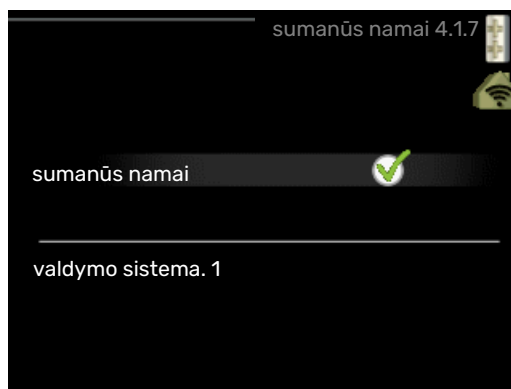 sumanūs namai 4.1.7
sumanūs namai
valdymo sistema. 1